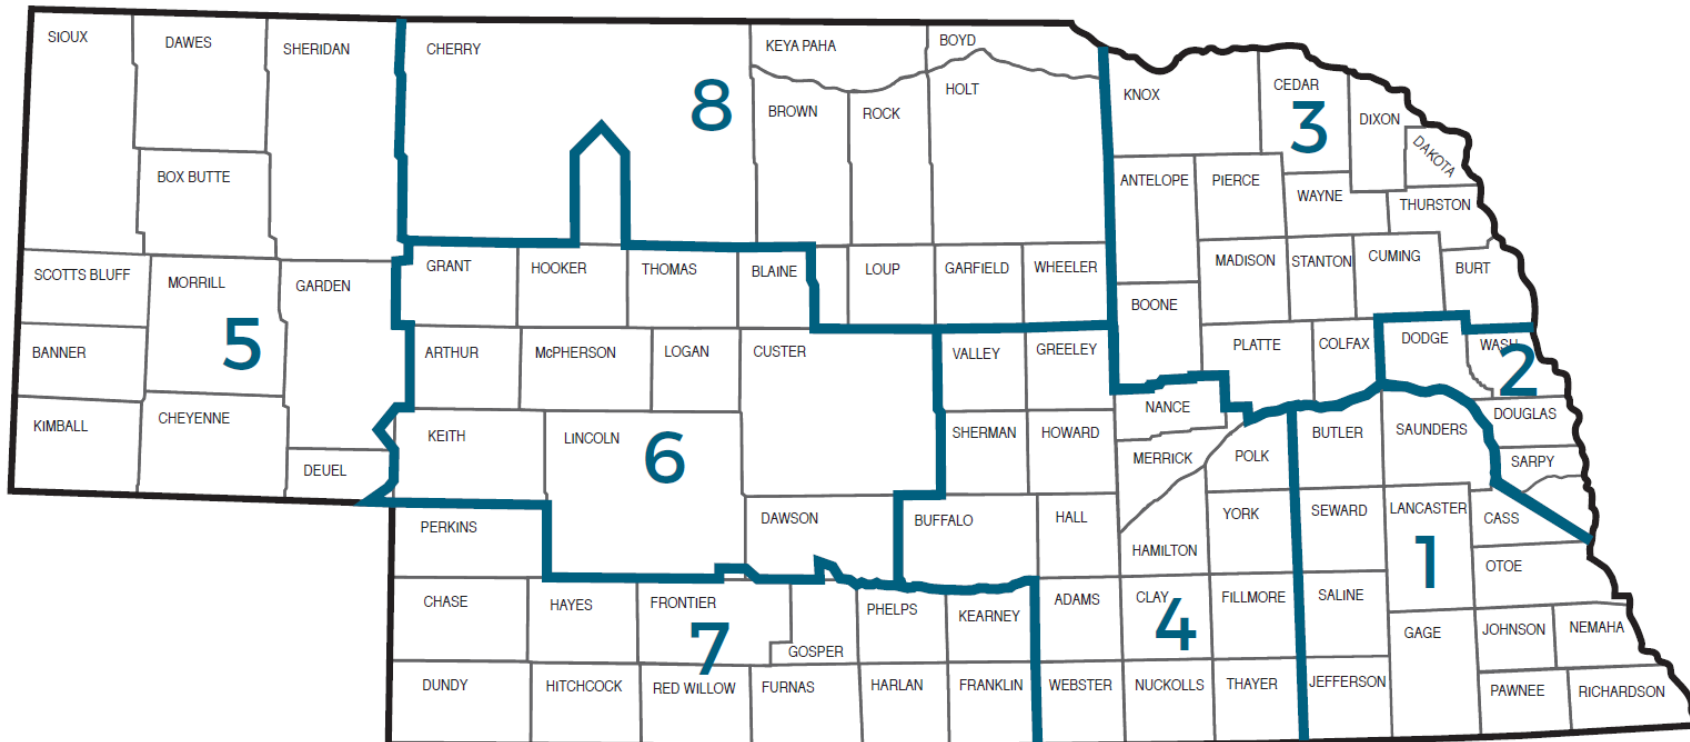 SIOUX
DAWES
SHERIDAN
CHERRY
KEYA PAHA
BOYD
8
BROWN
ROCK
HOLT
KNOX
CEDAR
3
DIXON
DAKOTA
BOX BUTTE
ANTELOPE
PIERCE
WAYNE
THURSTON
SCOTTS BLUFF
MORRILL
GARDEN
GRANT
HOOKER
THOMAS
BLAINE
LOUP
GARFIELD
WHEELER
MADISON
STANTON
CUMING
BURT
BOONE
BANNER
5
ARTHUR
McPHERSON
LOGAN
CUSTER
VALLEY
GREELEY
PLATTE
COLFAX
DODGE
WASH
2
KIMBALL
CHEYENNE
DEUEL
KEITH
LINCOLN
6
SHERMAN
HOWARD
NANCE
MERRICK
POLK
BUTLER
SAUNDERS
DOUGLAS
SARPY
PERKINS
DAWSON
BUFFALO
HALL
HAMILTON
YORK
SEWARD
LANCASTER
CASS
1
OTOE
CHASE
HAYES
FRONTIER
7
GOSPER
PHELPS
KEARNEY
ADAMS
CLAY
4
FILLMORE
SALINE
GAGE
JOHNSON
NEMAHA
DUNDY
HITCHCOCK
RED WILLOW
FURNAS
HARLAN
FRANKLIN
WEBSTER
NUCKOLLS
THAYER
JEFFERSON
PAWNEE
RICHARDSON